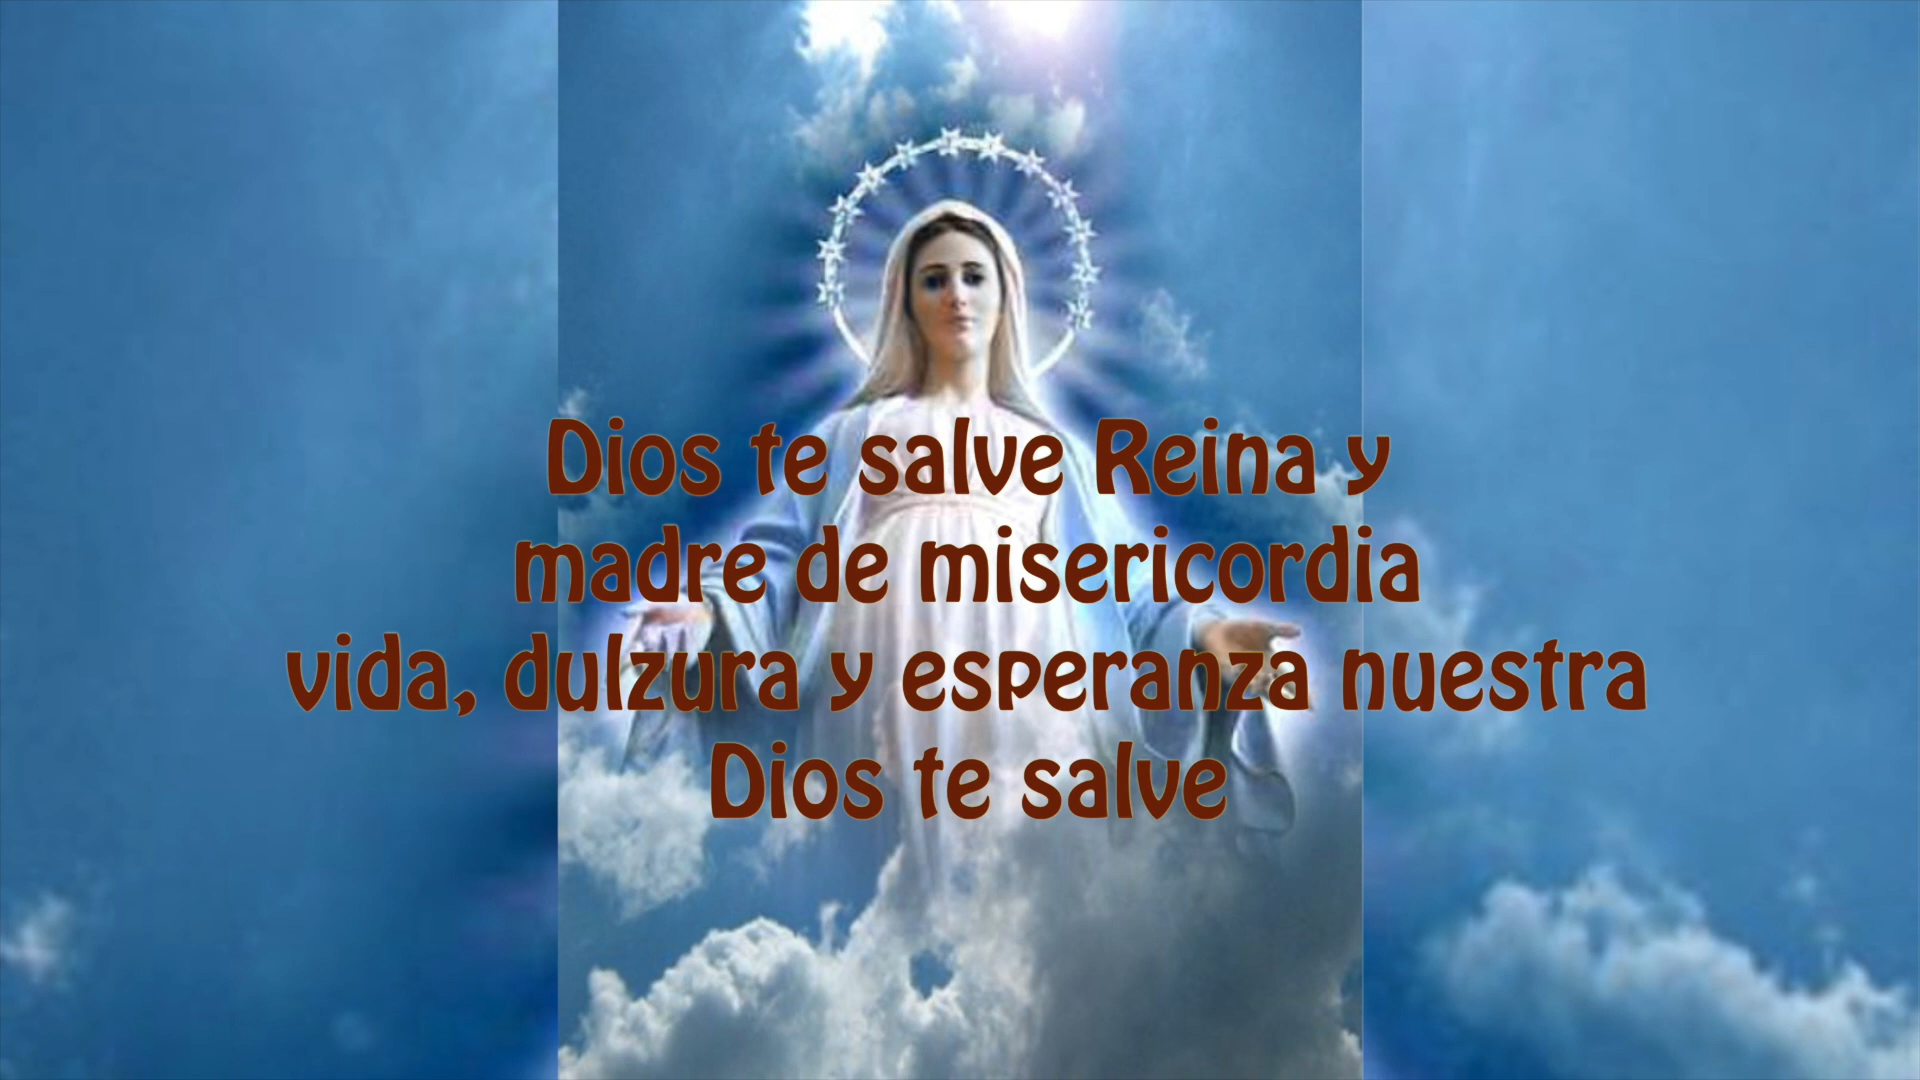 Dios te salve Reina y
madre de misericordia
vida, dulzura y esperanza nuestra
Dios te salve